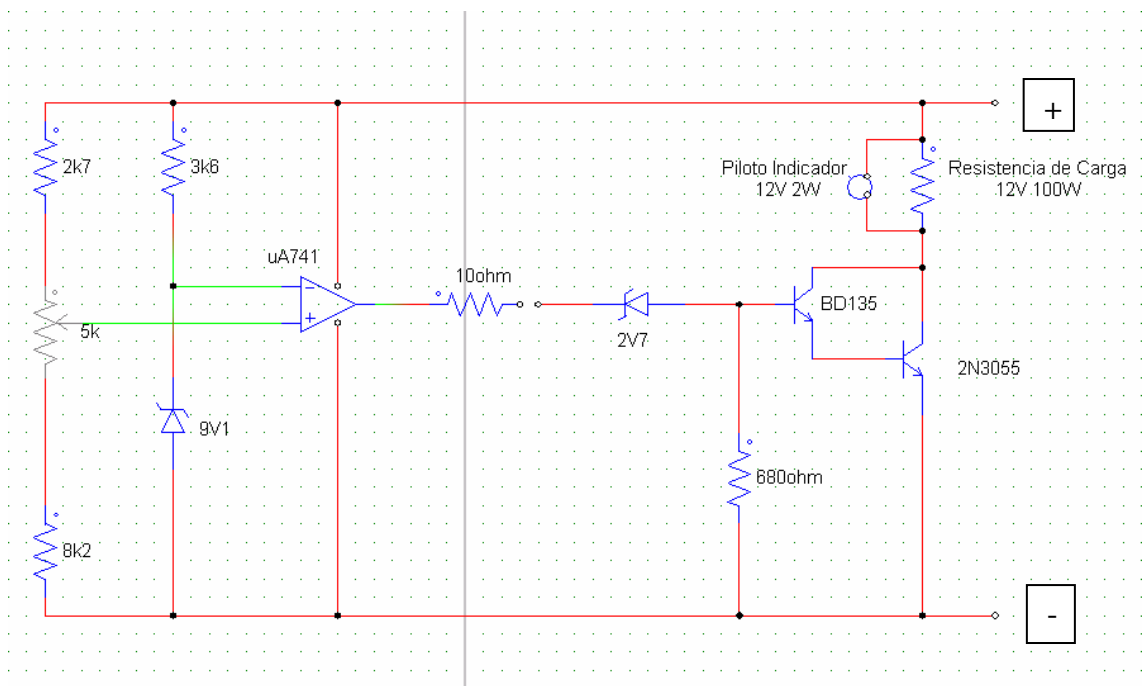 +
2k7
3k6
Piloto Indicador
12V 2W
Resistencia de Carga
12V 100W
uA741
10ohm
5k
2V7
BD135
2N3055
9V1
680ohm
8k2
-